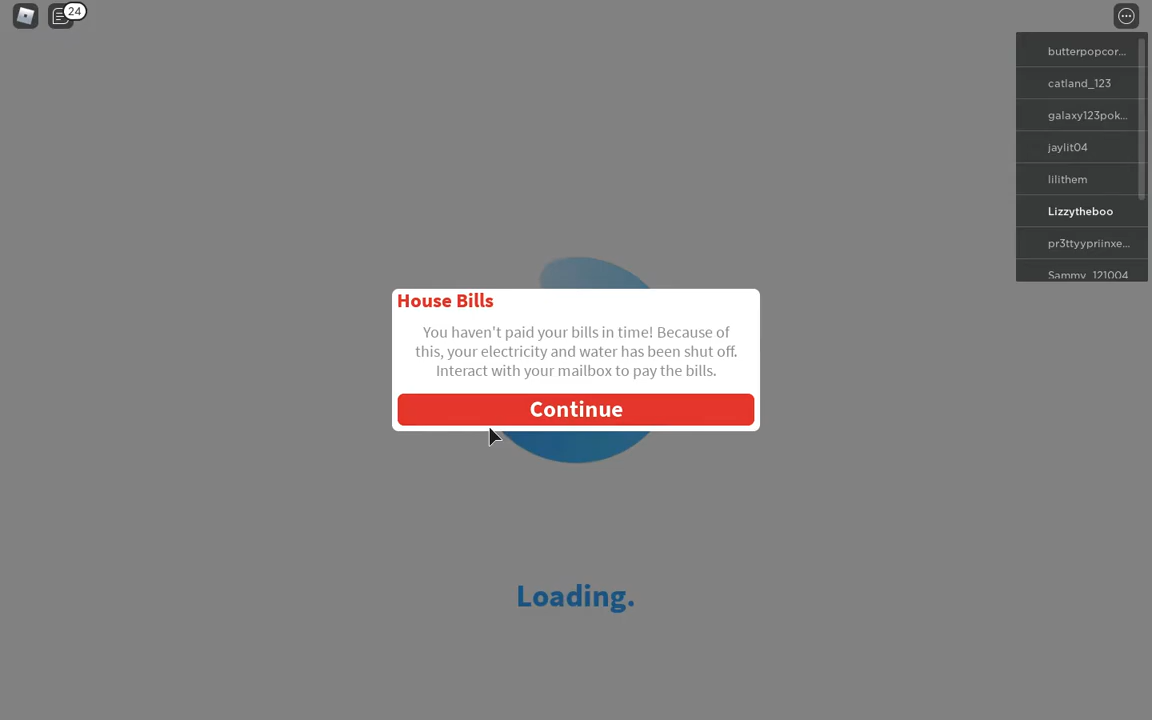 24
butterpopcor...
catland_123
galaxy123pok...
jaylit04
lilithem
Lizzytheboo
pr3ttyypriinxe...
Sammy_121004
House Bills
You haven't paid your bills in time! Because of
this, your electricity and water has been shut off.
Interact with your mailbox to pay the bills.
Continue
Loading.